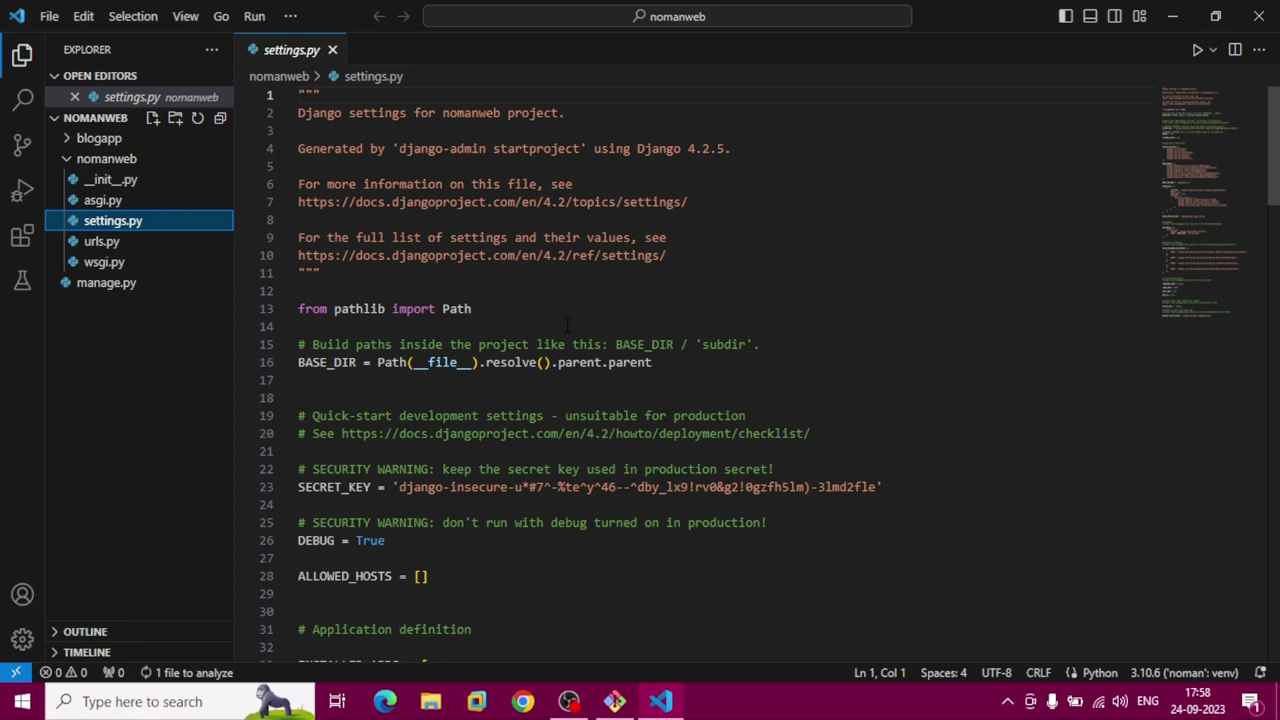 File Edit Selection View Go Run ···
nomanweb
EXPLORER ···
OPEN EDITORS
settings.py nomanweb
NOMANWEB
blogapp
nomanweb
__init__.py
asgi.py
settings.py
urls.py
wsgi.py
manage.py
OUTLINE
TIMELINE
settings.py
nomanweb > settings.py
1 """
2 Django settings for nomanweb project.
3
4 Generated by 'django-admin startproject' using Django 4.2.5.
5
6 For more information on this file, see
7 https://docs.djangoproject.com/en/4.2/topics/settings/
8
9 For the full list of settings and their values, see
10 https://docs.djangoproject.com/en/4.2/ref/settings/
11 """
12
13 from pathlib import Path
14
15 # Build paths inside the project like this: BASE_DIR / 'subdir'.
16 BASE_DIR = Path(__file__).resolve().parent.parent
17
18
19 # Quick-start development settings - unsuitable for production
20 # See https://docs.djangoproject.com/en/4.2/howto/deployment/checklist/
21
22 # SECURITY WARNING: keep the secret key used in production secret!
23 SECRET_KEY = 'django-insecure-u*#7^-%te^y^46--^dby_lx9!rv0&g2!0gzfh5lm)-3lmd2fle'
24
25 # SECURITY WARNING: don't run with debug turned on in production!
26 DEBUG = True
27
28 ALLOWED_HOSTS = []
29
30
31 # Application definition
32
0 0 0 1 file to analyze Ln 1, Col 1 Spaces: 4 UTF-8 CRLF Python 3.10.6 ('noman': venv)
Type here to search
ENG
17:58
24-09-2023
1